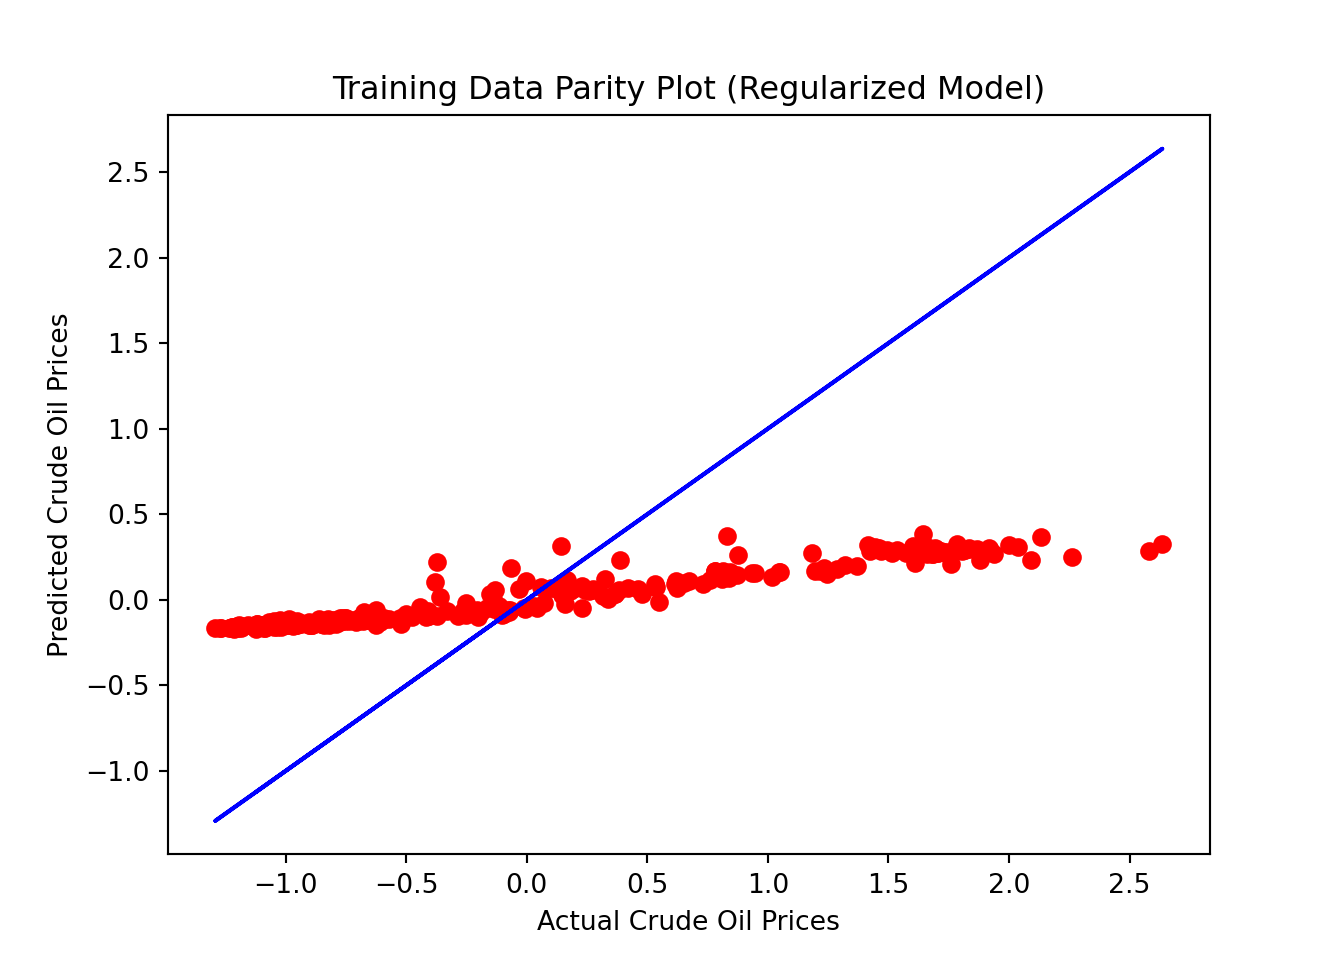 Training Data Parity Plot (Regularized Model)
2.5
2.0
1.5
1.0
0.5
0.0
−0.5
−1.0
Predicted Crude Oil Prices
−1.0 −0.5 0.0 0.5 1.0 1.5 2.0 2.5
Actual Crude Oil Prices